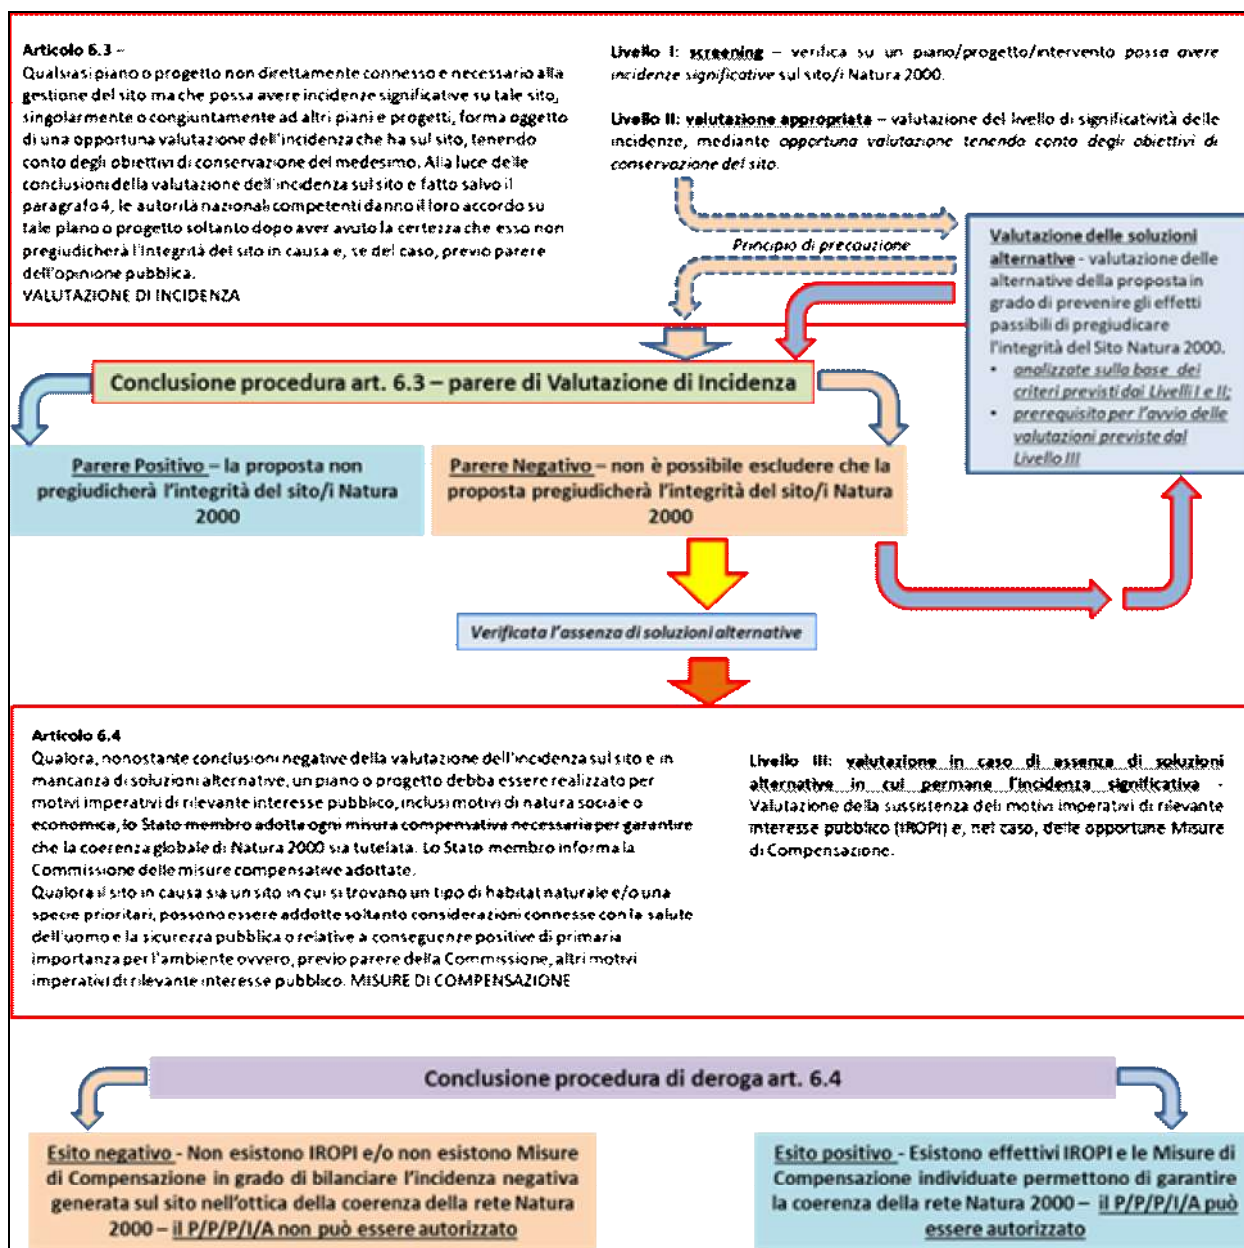 Articolo 6.3 –
Qualsiasi piano o progetto non direttamente connesso e necessario alla
gestione del sito ma che possa avere incidenze significative su tale sito,
singolarmente o congiuntamente ad altri piani e progetti, forma oggetto
di una opportuna valutazione dell'incidenza che ha sul sito, tenendo
conto degli obiettivi di conservazione del medesimo. Alla luce delle
conclusioni della valutazione dell'incidenza sul sito e fatto salvo il
paragrafo 4, le autorità nazionali competenti danno il loro accordo su
tale piano o progetto soltanto dopo aver avuto la certezza che esso non
pregiudicherà l'integrità del sito in causa e, se del caso, previo parere
dell'opinione pubblica.
VALUTAZIONE DI INCIDENZA
Livello I: screening – verifica su un piano/progetto/intervento possa avere
incidenze significative sul sito/i Natura 2000.
Livello II: valutazione appropriata – valutazione del livello di significatività delle
incidenze, mediante opportuna valutazione tenendo conto degli obiettivi di
conservazione del sito.
Principio di precauzione
Valutazione delle soluzioni
alternative - valutazione delle
alternative della proposta in
grado di prevenire gli effetti
passibili di pregiudicare
l'integrità del Sito Natura 2000.
• analizzate sulla base dei
criteri previsti dai Livelli I e II;
• prerequisito per l'avvio delle
valutazioni previste dal
Livello III
Conclusione procedura art. 6.3 – parere di Valutazione di Incidenza
Parere Positivo – la proposta non
pregiudicherà l'integrità del sito/i Natura
2000
Parere Negativo – non è possibile escludere che la
proposta pregiudicherà l'integrità del sito/i Natura
2000
Verificata l'assenza di soluzioni alternative
Articolo 6.4
Qualora, nonostante conclusioni negative della valutazione dell'incidenza sul sito e in
mancanza di soluzioni alternative, un piano o progetto debba essere realizzato per
motivi imperativi di rilevante interesse pubblico, inclusi motivi di natura sociale o
economica, lo Stato membro adotta ogni misura compensativa necessaria per garantire
che la coerenza globale di Natura 2000 sia tutelata. Lo Stato membro informa la
Commissione delle misure compensative adottate.
Qualora il sito in causa sia un sito in cui si trovano un tipo di habitat naturale e/o una
specie prioritari, possono essere addotte soltanto considerazioni connesse con la salute
dell'uomo e la sicurezza pubblica o relative a conseguenze positive di primaria
importanza per l'ambiente ovvero, previo parere della Commissione, altri motivi
imperativi di rilevante interesse pubblico. MISURE DI COMPENSAZIONE
Livello III: valutazione in caso di assenza di soluzioni
alternative in cui permane l'incidenza significativa -
Valutazione della sussistenza deli motivi imperativi di rilevante
interesse pubblico (IROPI) e, nel caso, delle opportune Misure
di Compensazione.
Conclusione procedura di deroga art. 6.4
Esito negativo - Non esistono IROPI e/o non esistono Misure
di Compensazione in grado di bilanciare l'incidenza negativa
generata sul sito nell'ottica della coerenza della rete Natura
2000 – il P/P/P/I/A non può essere autorizzato
Esito positivo - Esistono effettivi IROPI e le Misure di
Compensazione individuate permettono di garantire
la coerenza della rete Natura 2000 – il P/P/P/I/A può
essere autorizzato